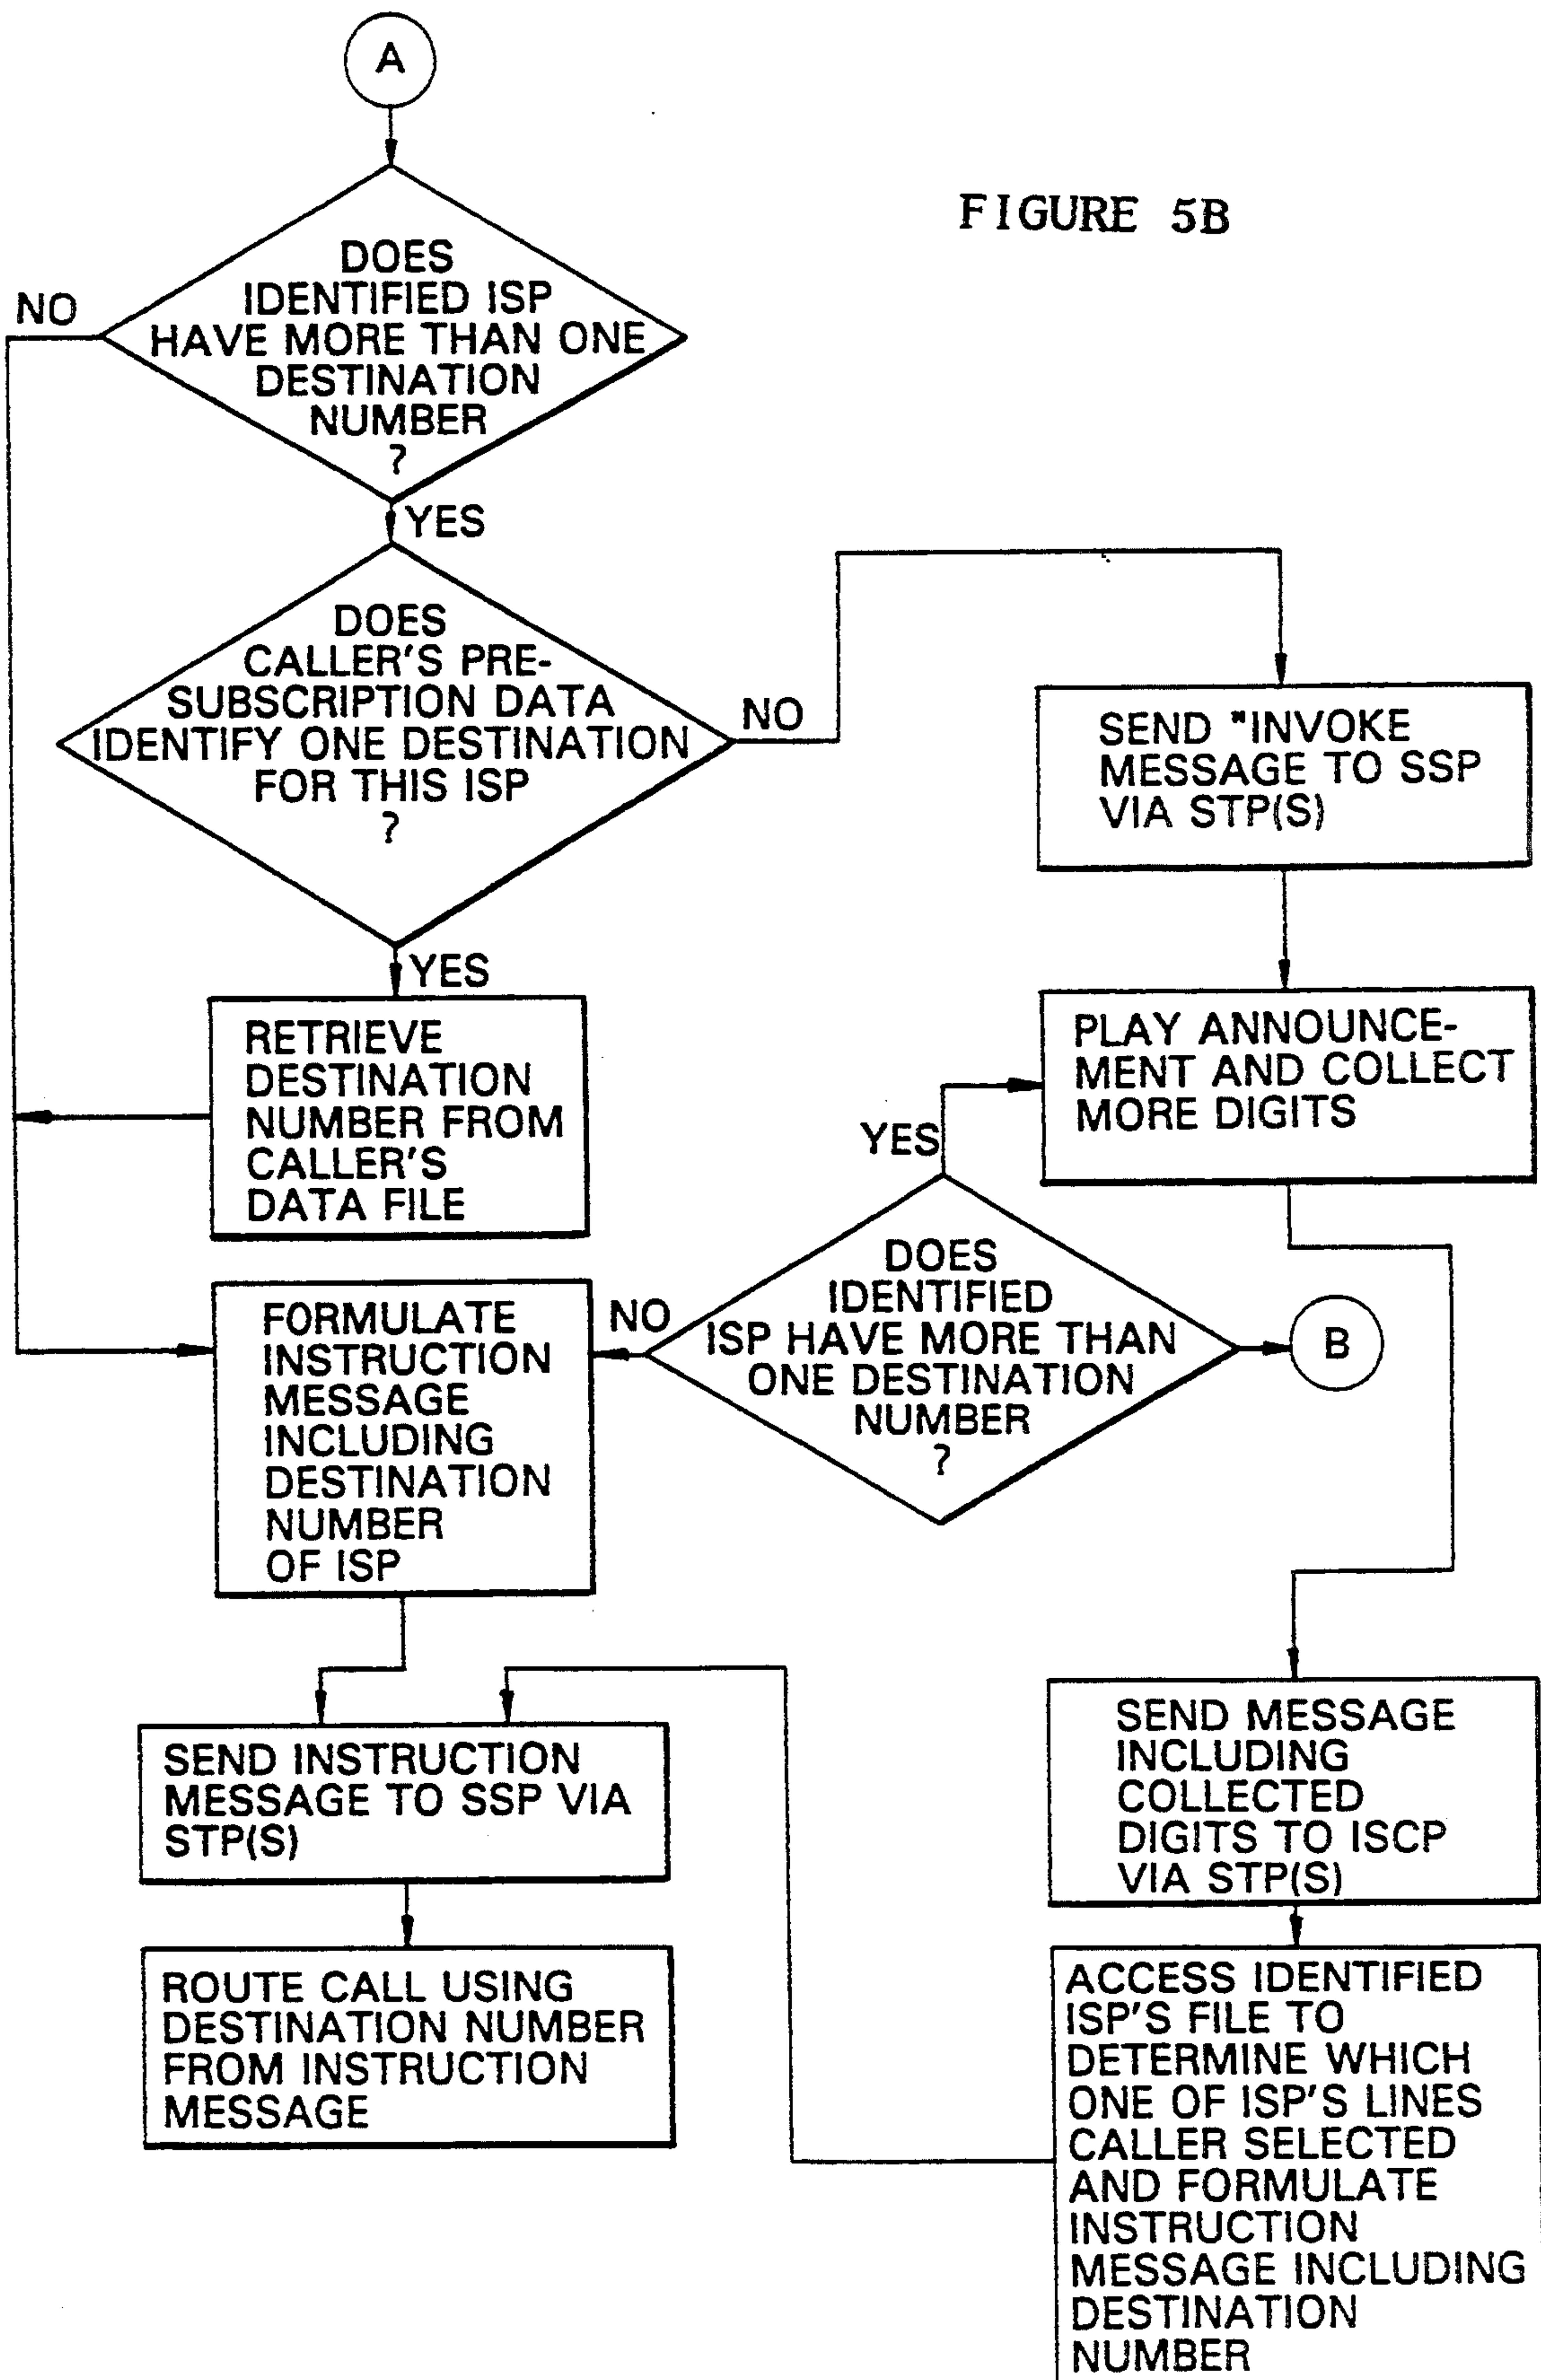 A
FIGURE 5B
DOES
IDENTIFIED ISP
HAVE MORE THAN ONE
DESTINATION
NUMBER
?
NO
YES
DOES
CALLER'S PRE-
SUBSCRIPTION DATA
IDENTIFY ONE DESTINATION
FOR THIS ISP
?
NO
YES
SEND "INVOKE
MESSAGE TO SSP
VIA STP(S)
RETRIEVE
DESTINATION
NUMBER FROM
CALLER'S
DATA FILE
PLAY ANNOUNCE-
MENT AND COLLECT
MORE DIGITS
YES
DOES
IDENTIFIED
ISP HAVE MORE THAN
ONE DESTINATION
NUMBER
?
NO
B
FORMULATE
INSTRUCTION
MESSAGE
INCLUDING
DESTINATION
NUMBER
OF ISP
SEND INSTRUCTION
MESSAGE TO SSP VIA
STP(S)
SEND MESSAGE
INCLUDING
COLLECTED
DIGITS TO ISCP
VIA STP(S)
ROUTE CALL USING
DESTINATION NUMBER
FROM INSTRUCTION
MESSAGE
ACCESS IDENTIFIED
ISP'S FILE TO
DETERMINE WHICH
ONE OF ISP'S LINES
CALLER SELECTED
AND FORMULATE
INSTRUCTION
MESSAGE INCLUDING
DESTINATION
NUMBER